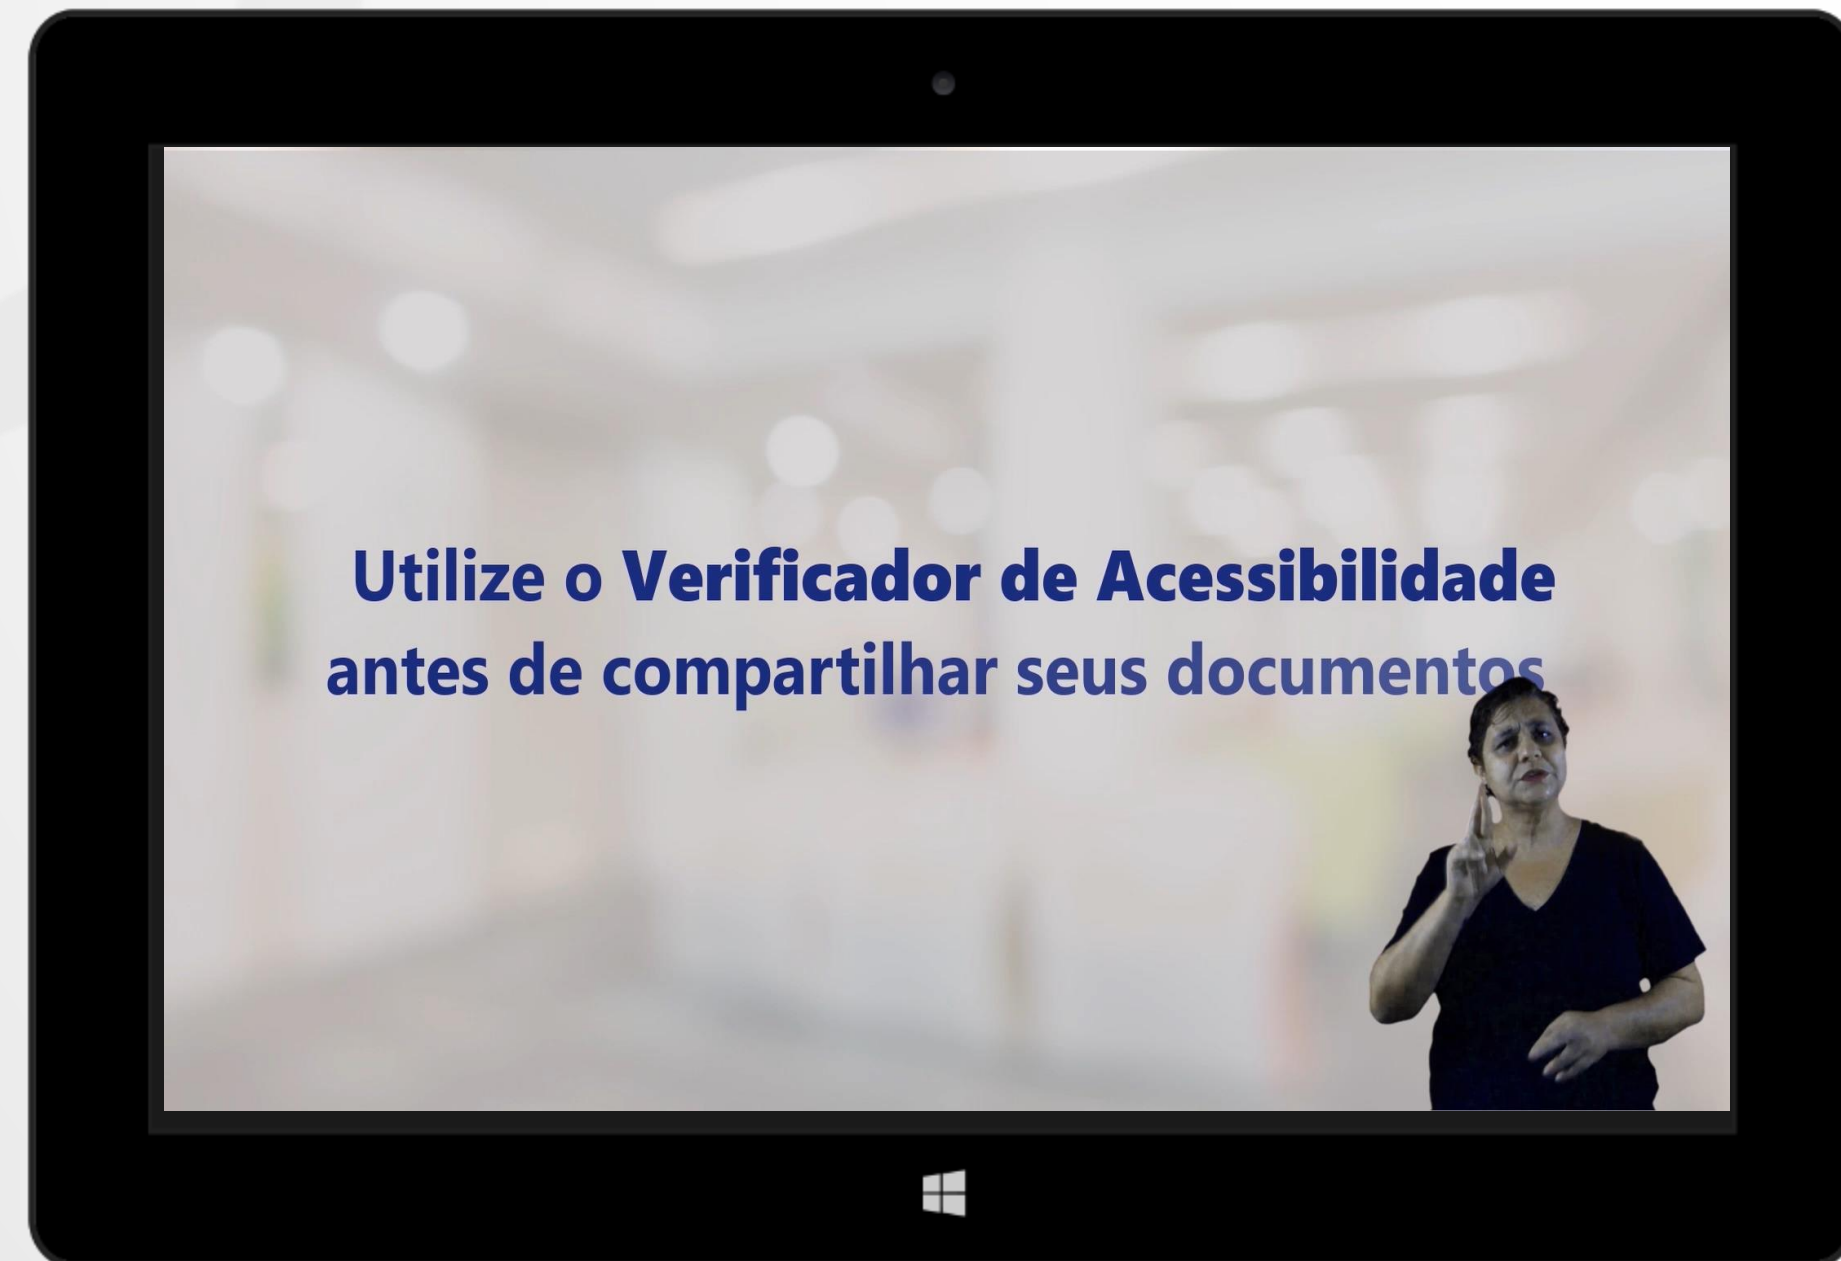 Utilize o Verificador de Acessibilidade
antes de compartilhar seus documentos